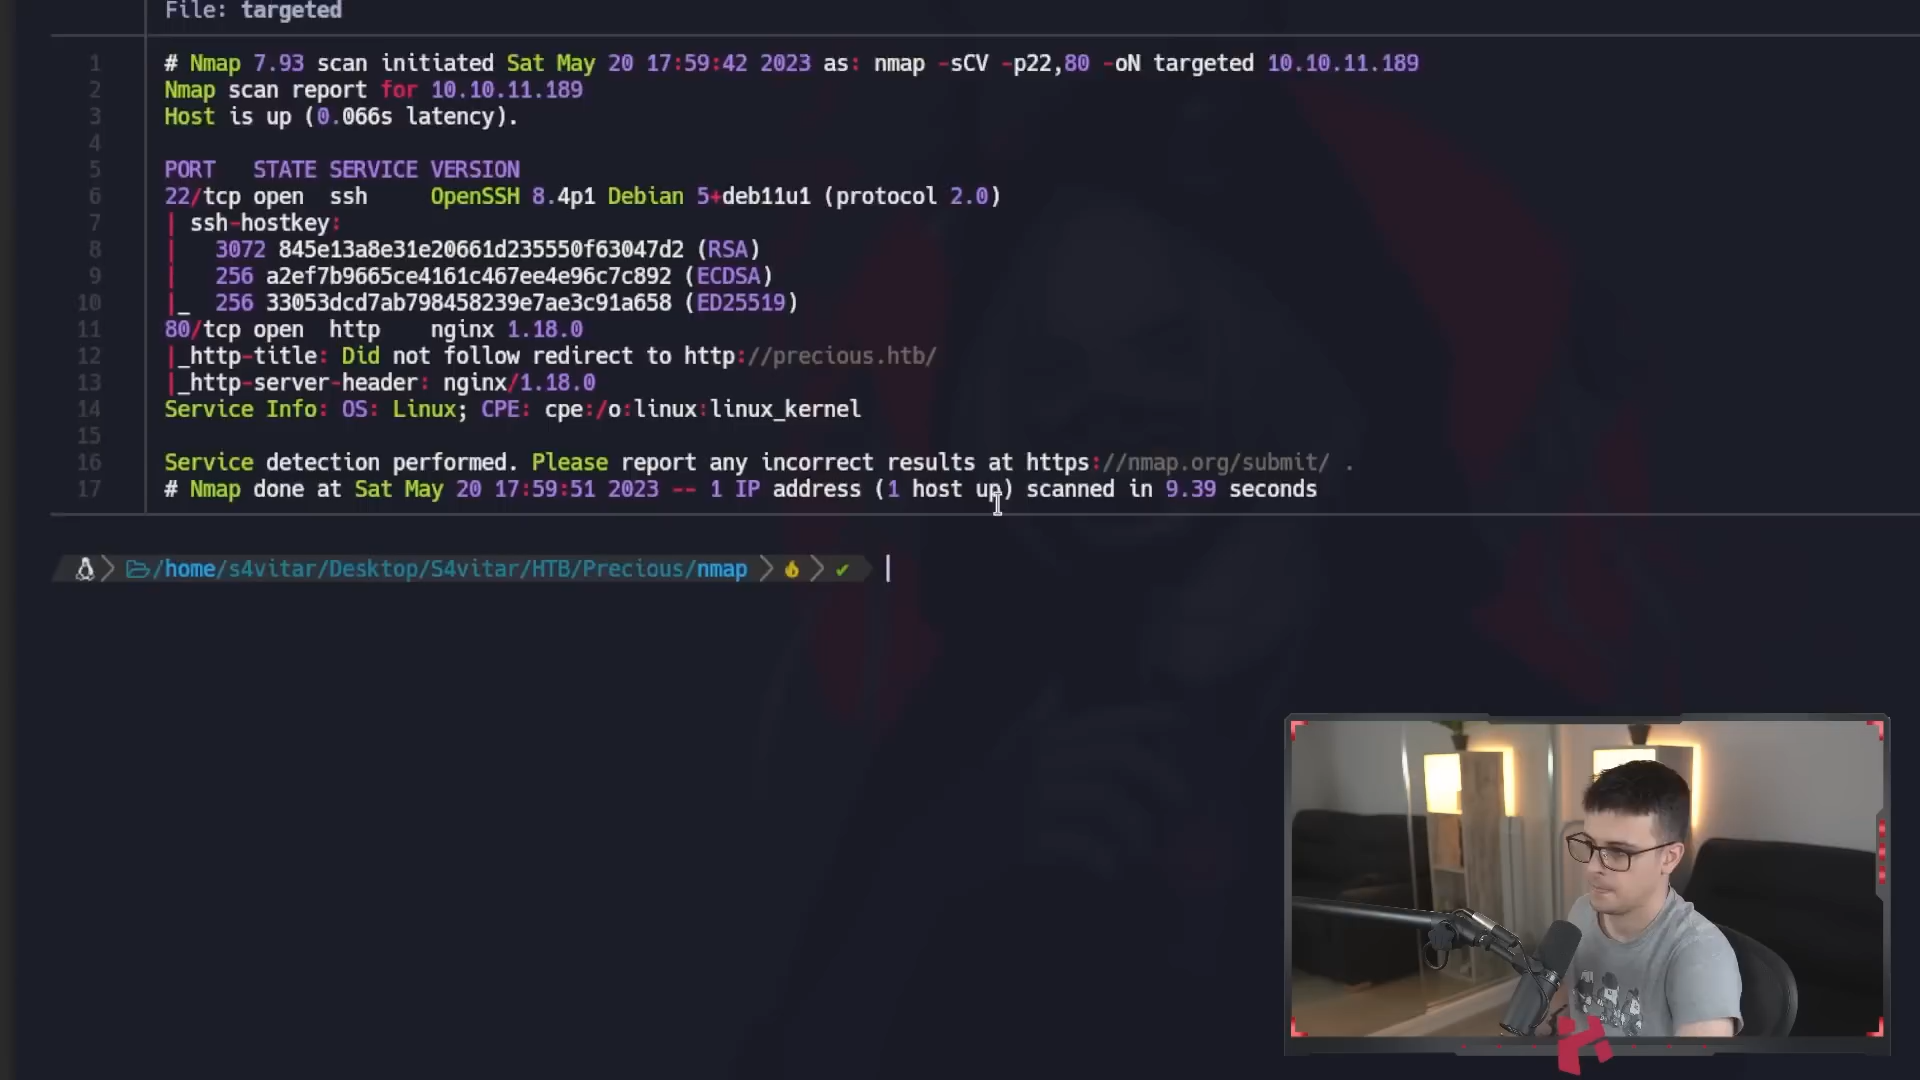 File: targeted
1 # Nmap 7.93 scan initiated Sat May 20 17:59:42 2023 as: nmap -sCV -p22,80 -oN targeted 10.10.11.189
2 Nmap scan report for 10.10.11.189
3 Host is up (0.066s latency).
4
5 PORT   STATE SERVICE VERSION
6 22/tcp open  ssh     OpenSSH 8.4p1 Debian 5+deb11u1 (protocol 2.0)
7 | ssh-hostkey:
8 |   3072 845e13a8e31e20661d235550f63047d2 (RSA)
9 |   256 a2ef7b9665ce4161c467ee4e96c7c892 (ECDSA)
10 |_  256 33053dcd7ab798458239e7ae3c91a658 (ED25519)
11 80/tcp open  http    nginx 1.18.0
12 |_http-title: Did not follow redirect to http://precious.htb/
13 |_http-server-header: nginx/1.18.0
14 Service Info: OS: Linux; CPE: cpe:/o:linux:linux_kernel
15
16 Service detection performed. Please report any incorrect results at https://nmap.org/submit/ .
17 # Nmap done at Sat May 20 17:59:51 2023 -- 1 IP address (1 host up) scanned in 9.39 seconds
/home/s4vitar/Desktop/S4vitar/HTB/Precious/nmap